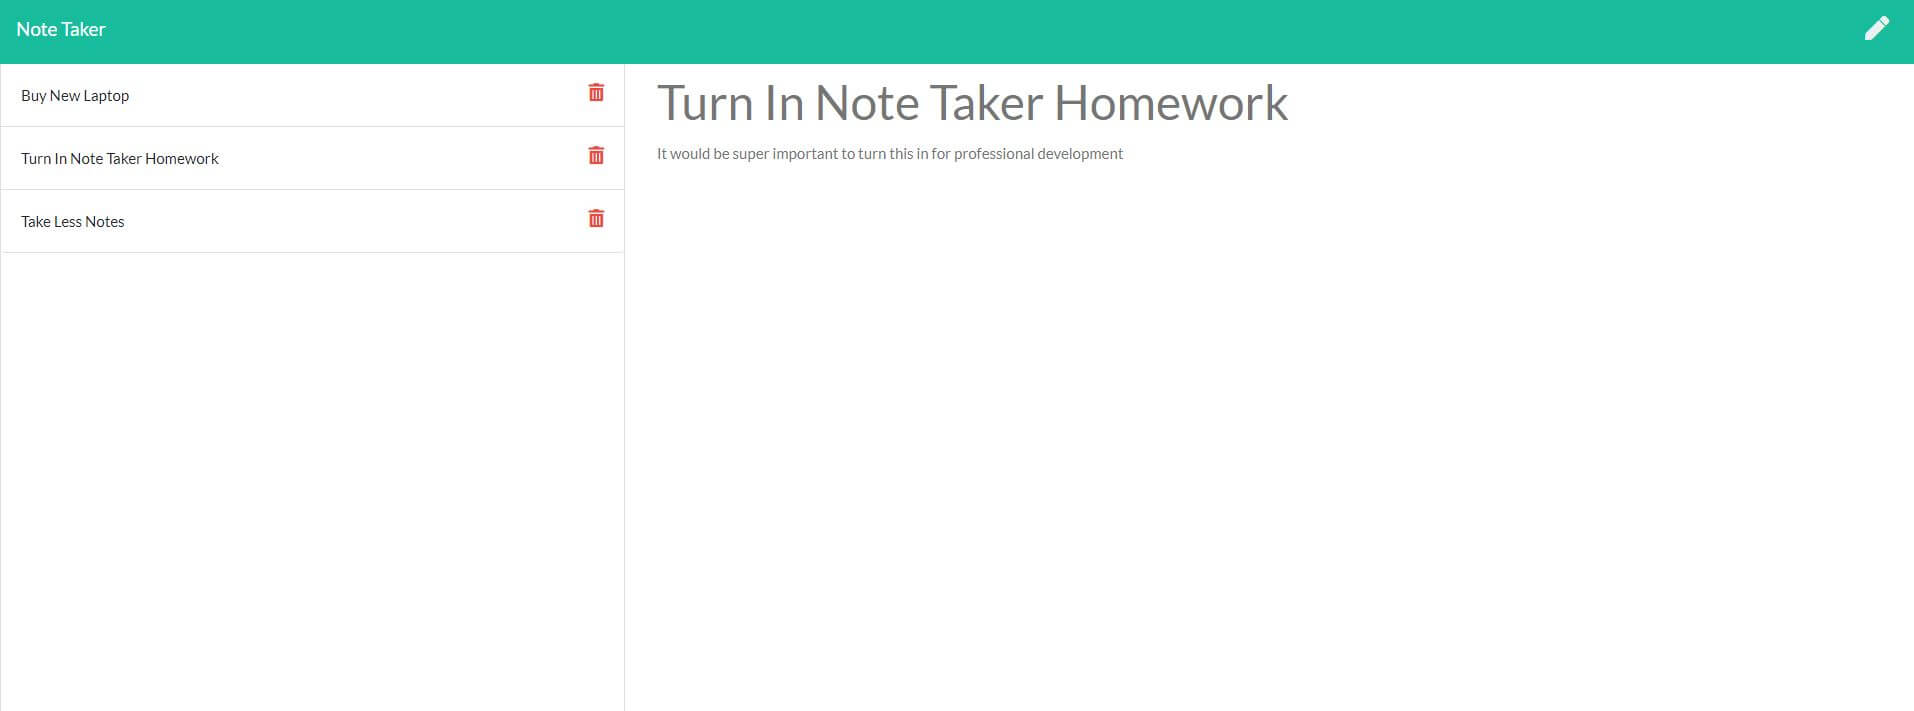 Note Taker
Buy New Laptop
Turn In Note Taker Homework
Take Less Notes
Turn In Note Taker Homework
It would be super important to turn this in for professional development